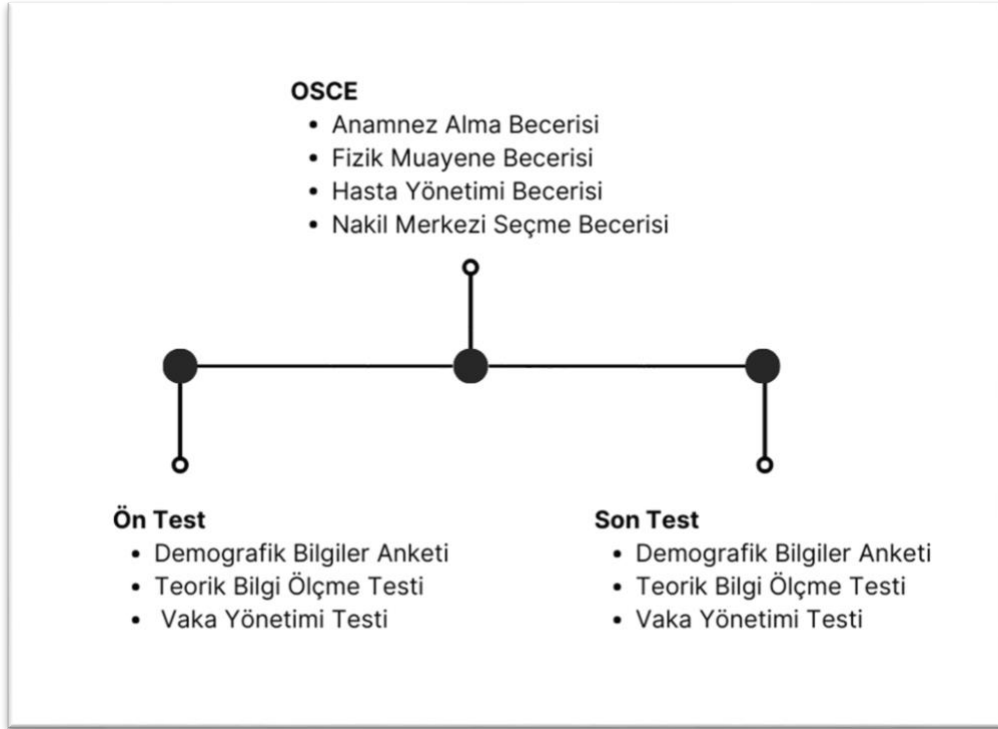 OSCE
• Anamnez Alma Becerisi
• Fizik Muayene Becerisi
• Hasta Yönetimi Becerisi
• Nakil Merkezi Seçme Becerisi
Ön Test
• Demografik Bilgiler Anketi
• Teorik Bilgi Ölçme Testi
• Vaka Yönetimi Testi
Son Test
• Demografik Bilgiler Anketi
• Teorik Bilgi Ölçme Testi
• Vaka Yönetimi Testi